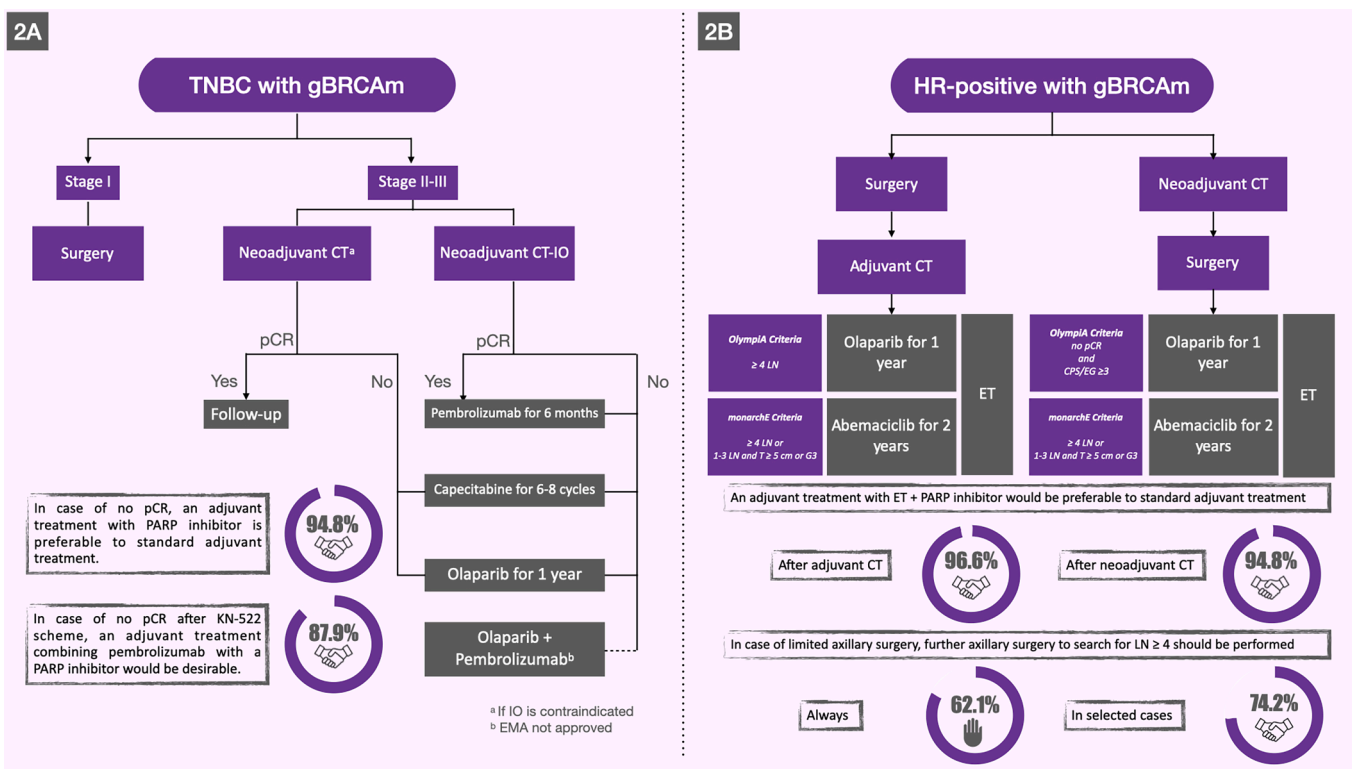 2A
TNBC with gBRCAm
Stage I
Stage II-III
Surgery
Neoadjuvant CTᵃ
Neoadjuvant CT-IO
pCR
pCR
Yes
No
Yes
No
Follow-up
Pembrolizumab for 6 months
Capecitabine for 6-8 cycles
Olaparib for 1 year
Olaparib +
Pembrolizumabᵇ
In case of no pCR, an adjuvant
treatment with PARP inhibitor is
preferable to standard adjuvant
treatment.
94.8%
In case of no pCR after KN-522
scheme, an adjuvant treatment
combining pembrolizumab with a
PARP inhibitor would be desirable.
87.9%
ᵃ If IO is contraindicated
ᵇ EMA not approved
2B
HR-positive with gBRCAm
Surgery
Neoadjuvant CT
Adjuvant CT
Surgery
OlympiA Criteria
≥ 4 LN
Olaparib for 1
year
monarchE Criteria
≥ 4 LN or
1-3 LN and T ≥ 5 cm or G3
Abemaciclib for 2
years
ET
OlympiA Criteria
no pCR
and
CPS/EG ≥3
Olaparib for 1
year
monarchE Criteria
≥ 4 LN or
1-3 LN and T ≥ 5 cm or G3
Abemaciclib for 2
years
ET
An adjuvant treatment with ET + PARP inhibitor would be preferable to standard adjuvant treatment
After adjuvant CT
96.6%
After neoadjuvant CT
94.8%
In case of limited axillary surgery, further axillary surgery to search for LN ≥ 4 should be performed
Always
62.1%
In selected cases
74.2%